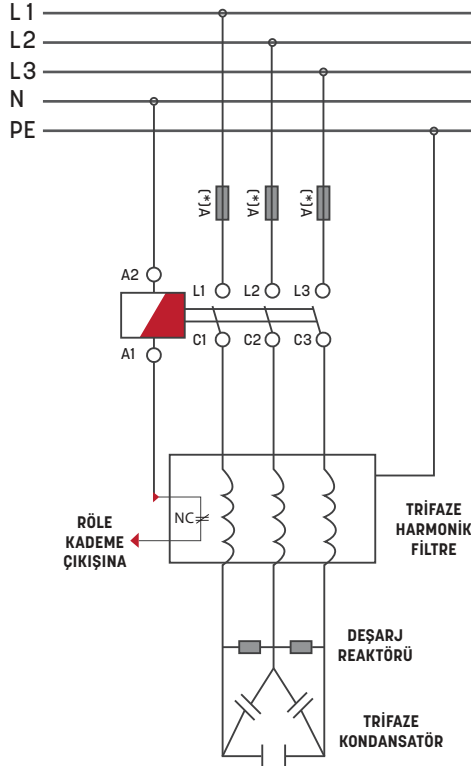 L1
L2
L3
N
PE
(*)A
(*)A
(*)A
A2
L1
L2
L3
A1
C1
C2
C3
NC
RÖLE
KADEME
ÇIKIŞINA
TRİFAZE
HARMONİK
FİLTRE
DEŞARJ
REAKTÖRÜ
TRİFAZE
KONDANSATÖR